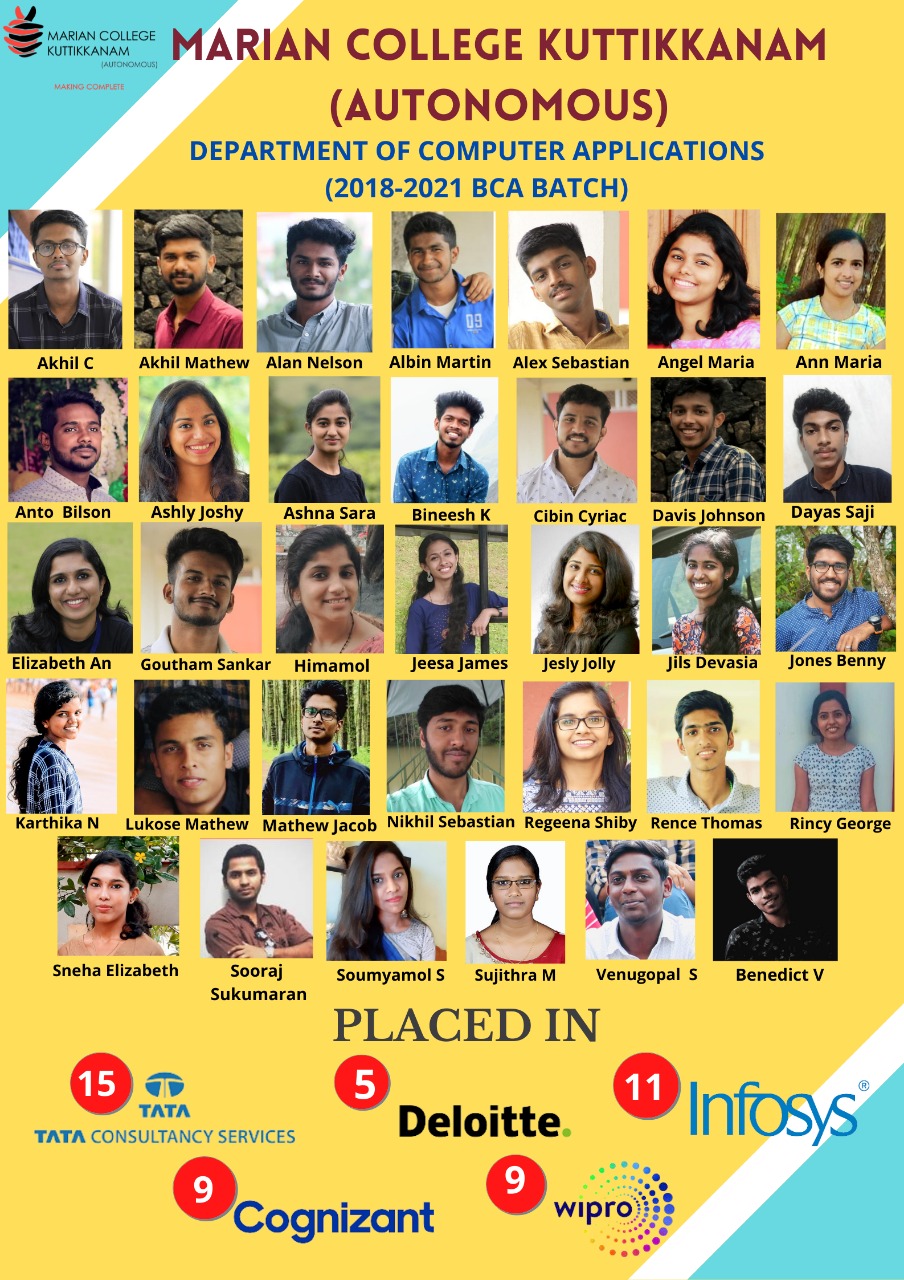 MARIAN COLLEGE
KUTTIKKANAM
(AUTONOMOUS)
MAKING COMPLETE
MARIAN COLLEGE KUTTIKKANAM
(AUTONOMOUS)
DEPARTMENT OF COMPUTER APPLICATIONS
(2018-2021 BCA BATCH)
Akhil C Akhil Mathew Alan Nelson Albin Martin Alex Sebastian Angel Maria Ann Maria
09
Anto Bilson Ashly Joshy Ashna Sara Bineesh K Cibin Cyriac Davis Johnson Dayas Saji
Elizabeth An Goutham Sankar Himamol Jeesa James Jesly Jolly Jils Devasia Jones Benny
Karthika N Lukose Mathew Mathew Jacob Nikhil Sebastian Regeena Shiby Rence Thomas Rincy George
Sneha Elizabeth Sooraj Soumyamol S Sujithra M Venugopal S Benedict V
Sukumaran
PLACED IN
15 5 11
TATA
TATA CONSULTANCY SERVICES
Deloitte.
Infosys®
9 9
Cognizant
wipro